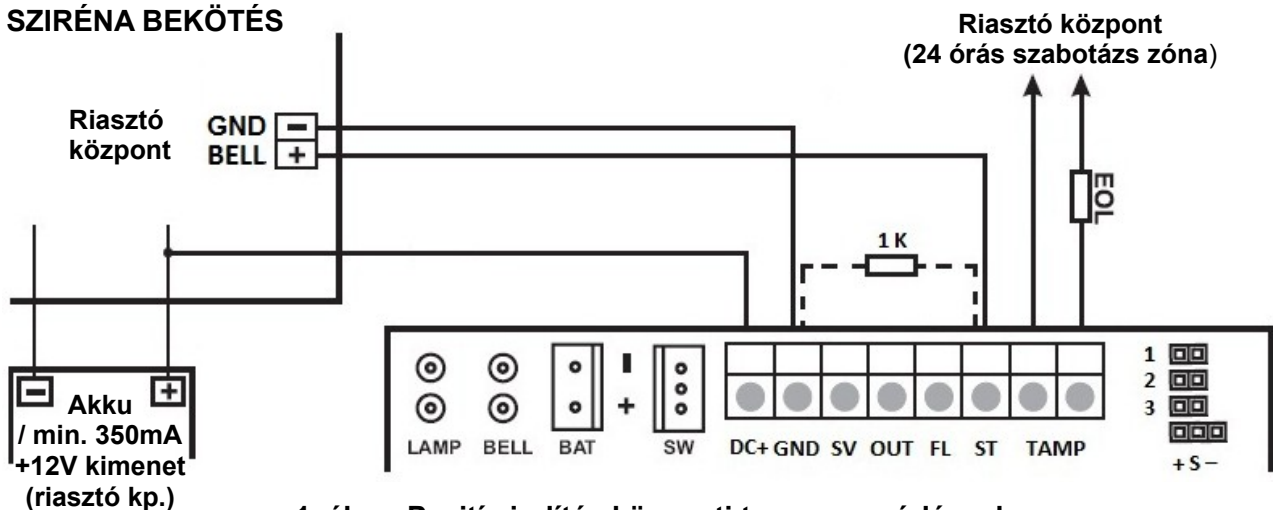 SZIRÉNA BEKÖTÉS
Riasztó központ
(24 órás szabotázs zóna)
Riasztó
központ
GND −
BELL +
EOL
1 K
− +
Akku
/ min. 350mA
+12V kimenet
(riasztó kp.)
− +
LAMP BELL BAT SW DC+ GND SV OUT FL ST TAMP
1
2
3
+ S −